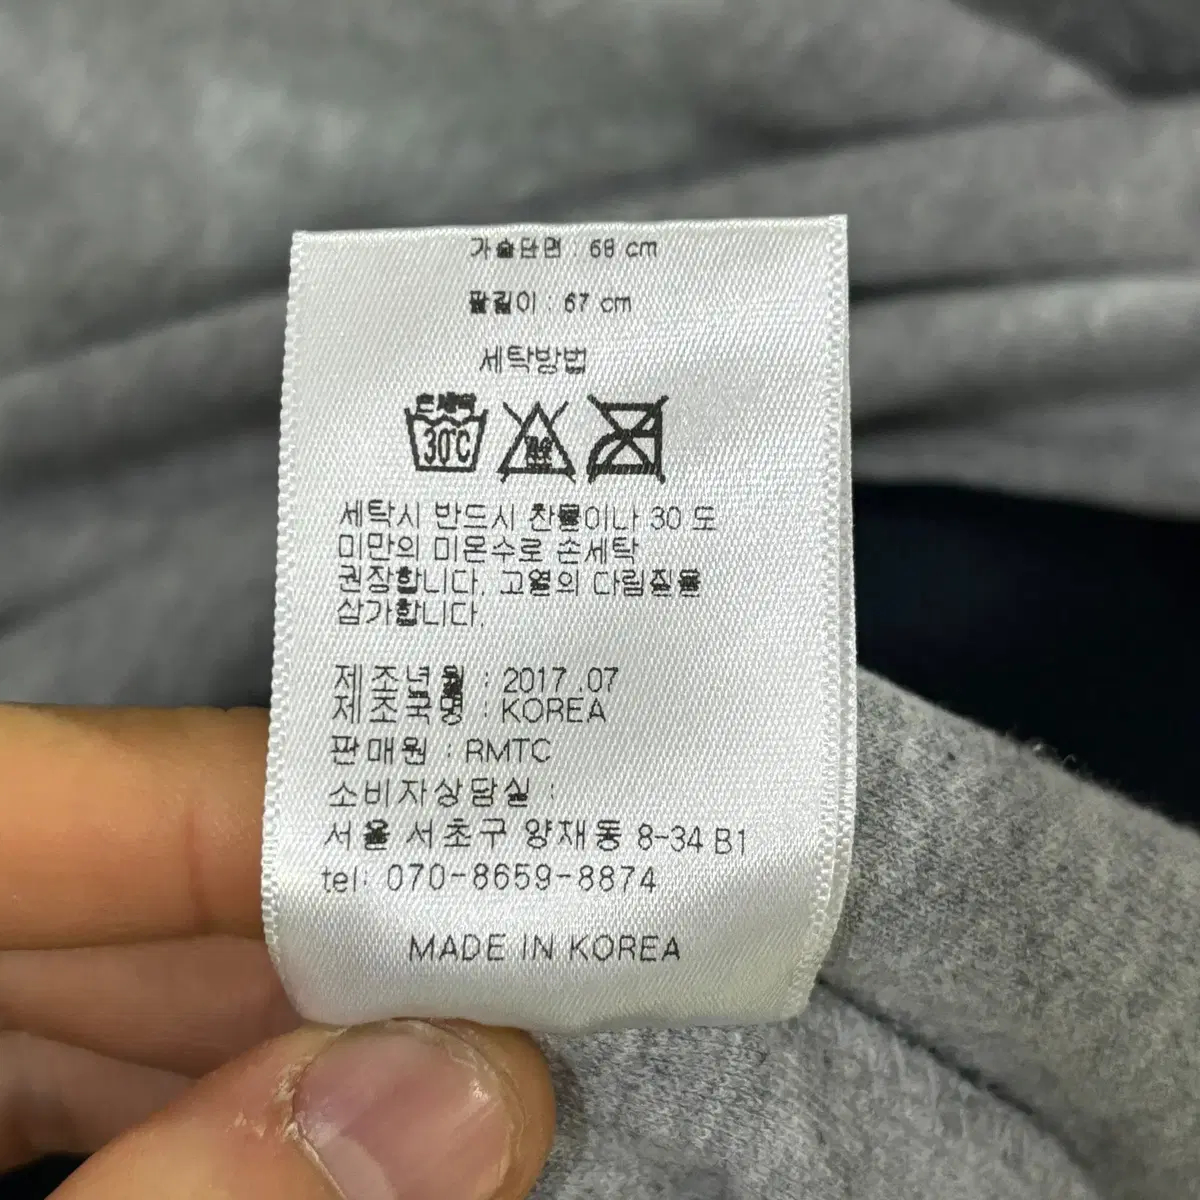 가슴단면 : 68 cm
팔길이 : 67 cm
세탁방법
손세탁
30℃
세탁시 반드시 찬물이나 30 도
미만의 미온수로 손세탁
권장합니다. 고열의 다림질을
삼가합니다.
제조년월 : 2017.07
제조국명 : KOREA
판매원 : RMTC
소비자상담실 :
서울 서초구 양재동 8-34 B1
tel: 070-8659-8874
MADE IN KOREA